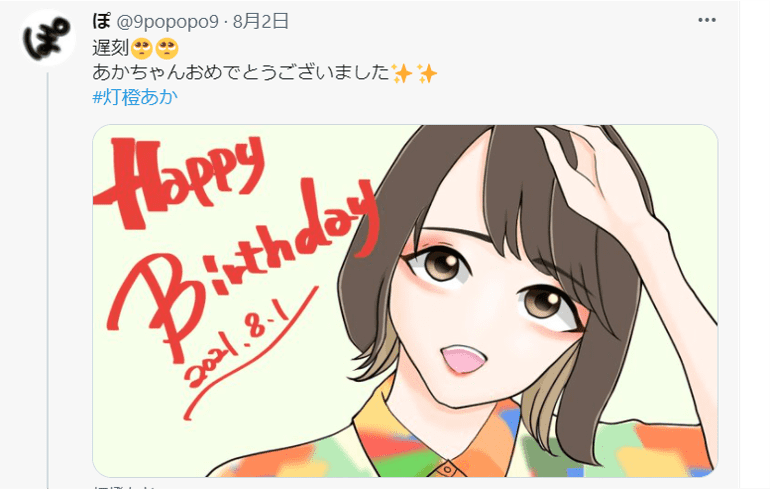 ぽ
ぽ @9popopo9 · 8月2日
遅刻🥺🥺
あかちゃんおめでとうございました✨✨
#灯橙あか
Happy
Birthday
2021.8.1